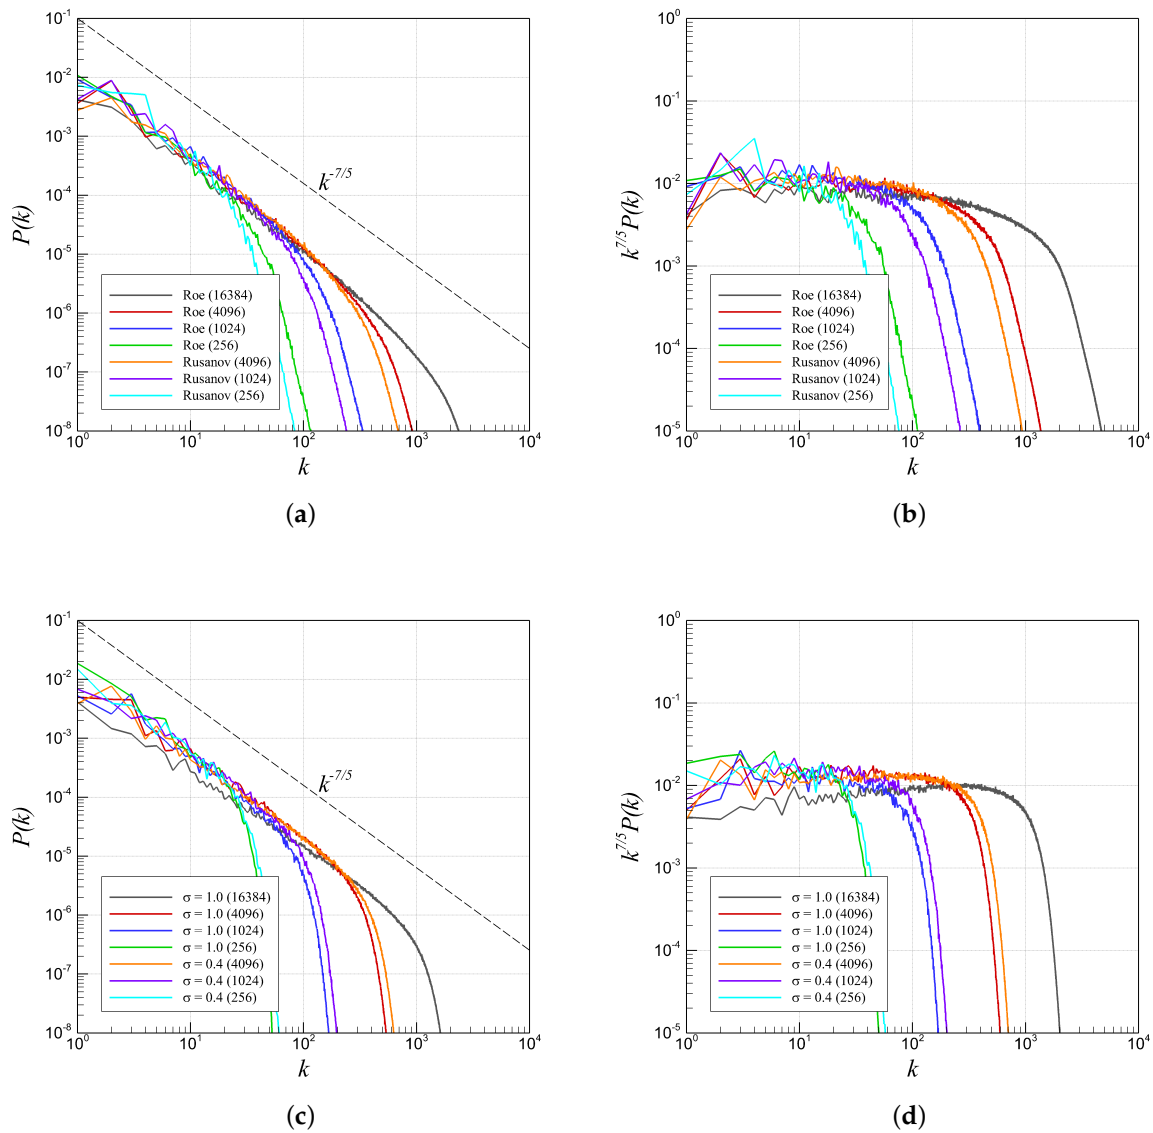 10^0
10^1
10^2
10^3
10^4
10^-8
10^-7
10^-6
10^-5
10^-4
10^-3
10^-2
10^-1
k
P(k)
k^-7/5
Roe (16384)
Roe (4096)
Roe (1024)
Roe (256)
Rusanov (4096)
Rusanov (1024)
Rusanov (256)
(a)
10^0
10^1
10^2
10^3
10^4
10^-5
10^-4
10^-3
10^-2
10^-1
10^0
k
k^7/5 P(k)
Roe (16384)
Roe (4096)
Roe (1024)
Roe (256)
Rusanov (4096)
Rusanov (1024)
Rusanov (256)
(b)
10^0
10^1
10^2
10^3
10^4
10^-8
10^-7
10^-6
10^-5
10^-4
10^-3
10^-2
10^-1
k
P(k)
k^-7/5
σ = 1.0 (16384)
σ = 1.0 (4096)
σ = 1.0 (1024)
σ = 1.0 (256)
σ = 0.4 (4096)
σ = 0.4 (1024)
σ = 0.4 (256)
(c)
10^0
10^1
10^2
10^3
10^4
10^-5
10^-4
10^-3
10^-2
10^-1
10^0
k
k^7/5 P(k)
σ = 1.0 (16384)
σ = 1.0 (4096)
σ = 1.0 (1024)
σ = 1.0 (256)
σ = 0.4 (4096)
σ = 0.4 (1024)
σ = 0.4 (256)
(d)